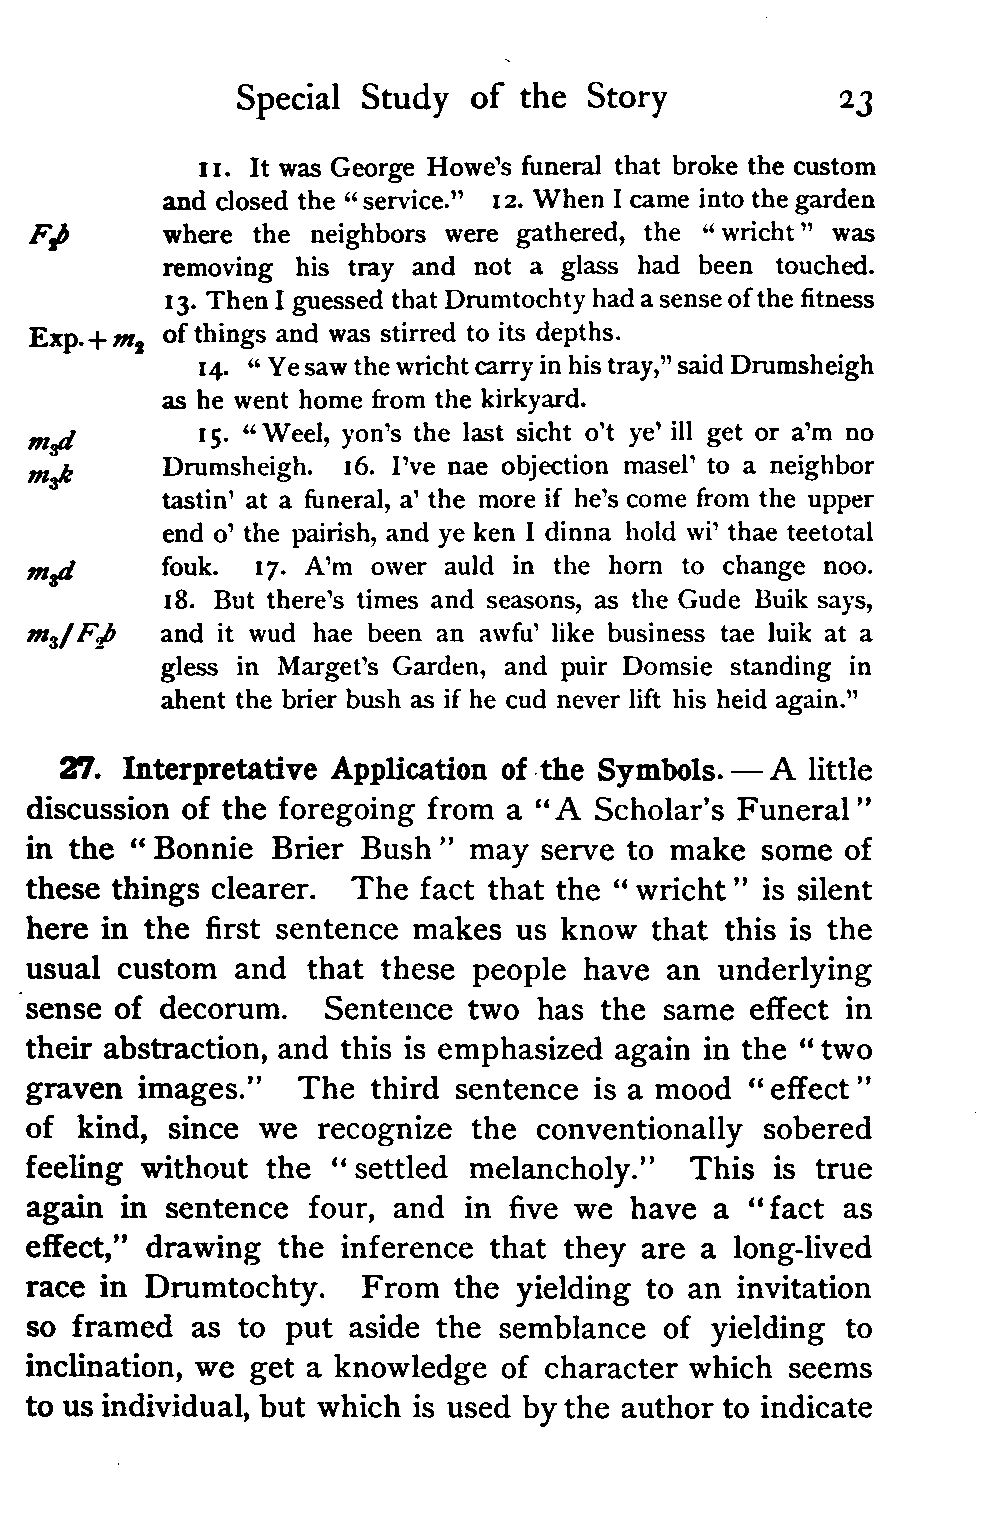 Special Study of the Story 23
11. It was George Howe's funeral that broke the custom
and closed the “service.” 12. When I came into the garden
F₂p where the neighbors were gathered, the “wricht” was
removing his tray and not a glass had been touched.
13. Then I guessed that Drumtochty had a sense of the fitness
Exp.+m₂ of things and was stirred to its depths.
14. “Ye saw the wricht carry in his tray,” said Drumsheigh
as he went home from the kirkyard.
m₃d 15. “Weel, yon's the last sicht o't ye' ill get or a'm no
m₃k Drumsheigh. 16. I've nae objection masel' to a neighbor
tastin' at a funeral, a' the more if he's come from the upper
end o' the pairish, and ye ken I dinna hold wi' thae teetotal
m₃d fouk. 17. A'm ower auld in the horn to change noo.
18. But there's times and seasons, as the Gude Buik says,
m₃/F₂p and it wud hae been an awfu' like business tae luik at a
gless in Marget's Garden, and puir Domsie standing in
ahent the brier bush as if he cud never lift his heid again.”
27. Interpretative Application of the Symbols. — A little
discussion of the foregoing from a “A Scholar's Funeral”
in the “Bonnie Brier Bush” may serve to make some of
these things clearer. The fact that the “wricht” is silent
here in the first sentence makes us know that this is the
usual custom and that these people have an underlying
sense of decorum. Sentence two has the same effect in
their abstraction, and this is emphasized again in the “two
graven images.” The third sentence is a mood “effect”
of kind, since we recognize the conventionally sobered
feeling without the “settled melancholy.” This is true
again in sentence four, and in five we have a “fact as
effect,” drawing the inference that they are a long-lived
race in Drumtochty. From the yielding to an invitation
so framed as to put aside the semblance of yielding to
inclination, we get a knowledge of character which seems
to us individual, but which is used by the author to indicate